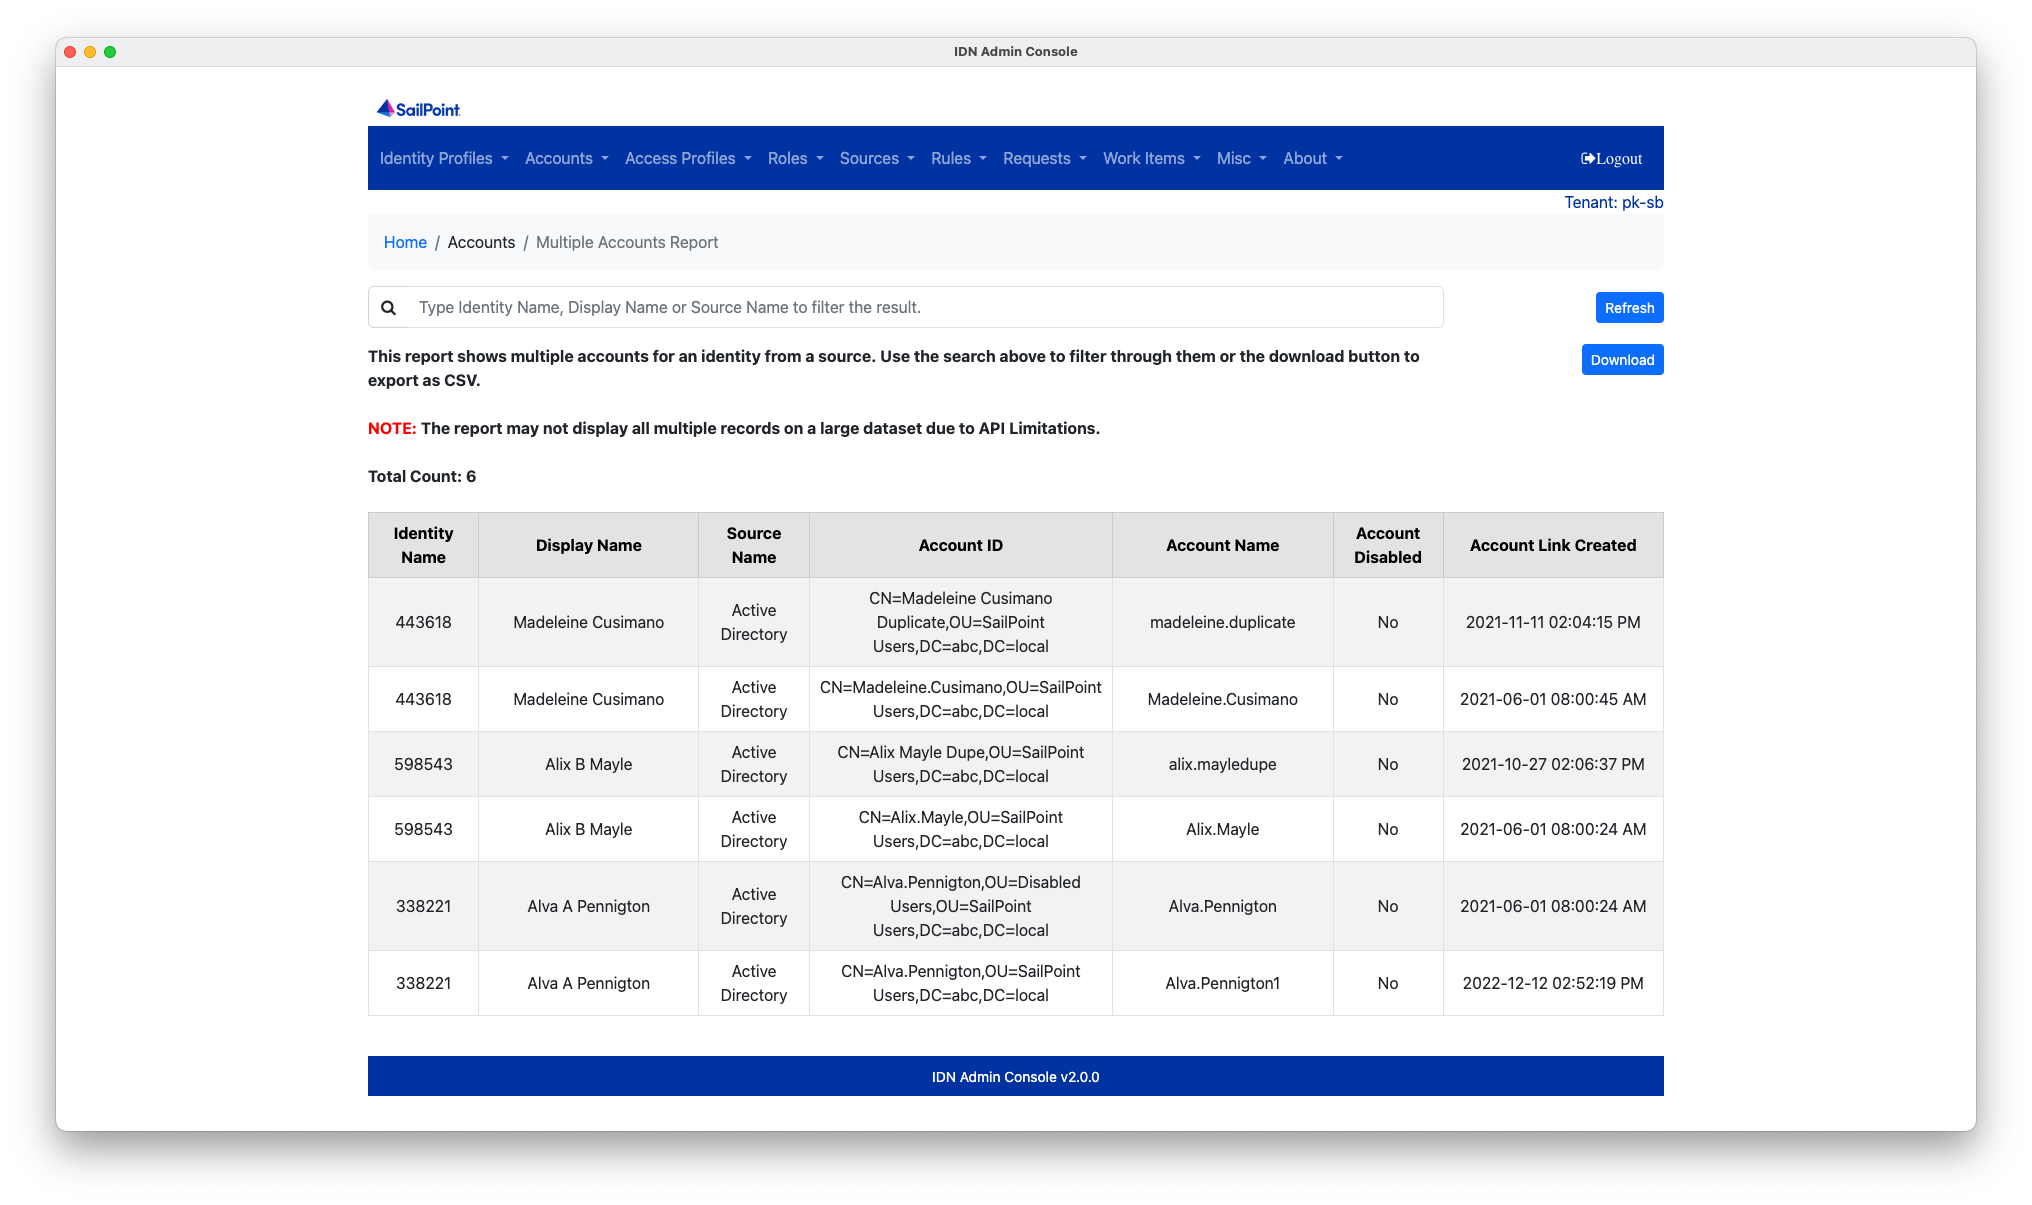 IDN Admin Console
SailPoint
Identity Profiles Accounts Access Profiles Roles Sources Rules Requests Work Items Misc About Logout
Tenant: pk-sb
Home / Accounts / Multiple Accounts Report
Type Identity Name, Display Name or Source Name to filter the result.
Refresh
This report shows multiple accounts for an identity from a source. Use the search above to filter through them or the download button to
export as CSV.
Download
NOTE: The report may not display all multiple records on a large dataset due to API Limitations.
Total Count: 6
Identity
Name
Display Name
Source
Name
Account ID
Account Name
Account
Disabled
Account Link Created
443618
Madeleine Cusimano
Active
Directory
CN=Madeleine Cusimano
Duplicate,OU=SailPoint
Users,DC=abc,DC=local
madeleine.duplicate
No
2021-11-11 02:04:15 PM
443618
Madeleine Cusimano
Active
Directory
CN=Madeleine.Cusimano,OU=SailPoint
Users,DC=abc,DC=local
Madeleine.Cusimano
No
2021-06-01 08:00:45 AM
598543
Alix B Mayle
Active
Directory
CN=Alix Mayle Dupe,OU=SailPoint
Users,DC=abc,DC=local
alix.mayledupe
No
2021-10-27 02:06:37 PM
598543
Alix B Mayle
Active
Directory
CN=Alix.Mayle,OU=SailPoint
Users,DC=abc,DC=local
Alix.Mayle
No
2021-06-01 08:00:24 AM
338221
Alva A Pennigton
Active
Directory
CN=Alva.Pennigton,OU=Disabled
Users,OU=SailPoint
Users,DC=abc,DC=local
Alva.Pennigton
No
2021-06-01 08:00:24 AM
338221
Alva A Pennigton
Active
Directory
CN=Alva.Pennigton,OU=SailPoint
Users,DC=abc,DC=local
Alva.Pennigton1
No
2022-12-12 02:52:19 PM
IDN Admin Console v2.0.0